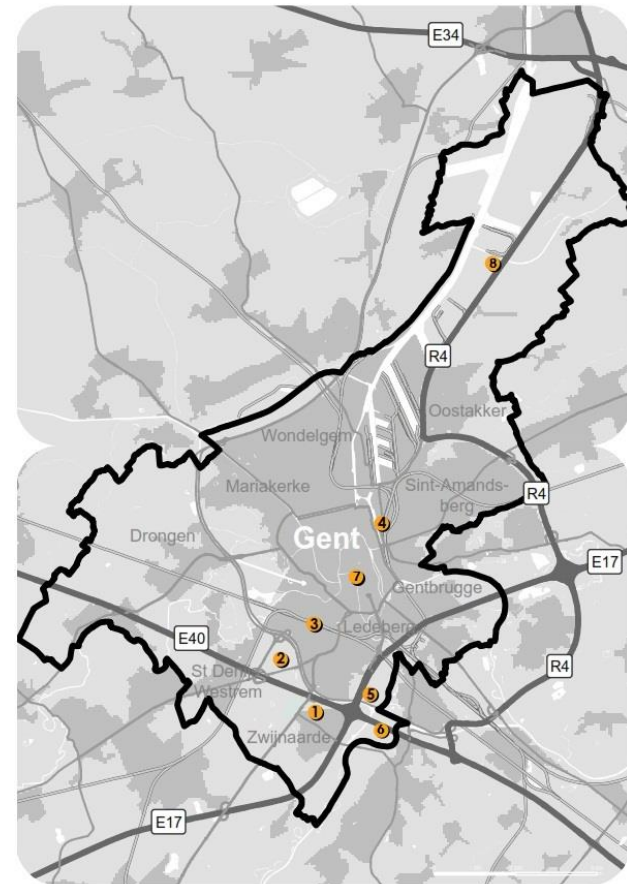 E34
8
R4
Oostakker
Wondelgem
Mariakerke
Sint-Amands-
berg
R4
4
Drongen
Gent
E17
7
Gentbrugge
3
Ledeberg
E40
2
St Denijs
Westrem
R4
5
1
6
Zwijnaarde
E17